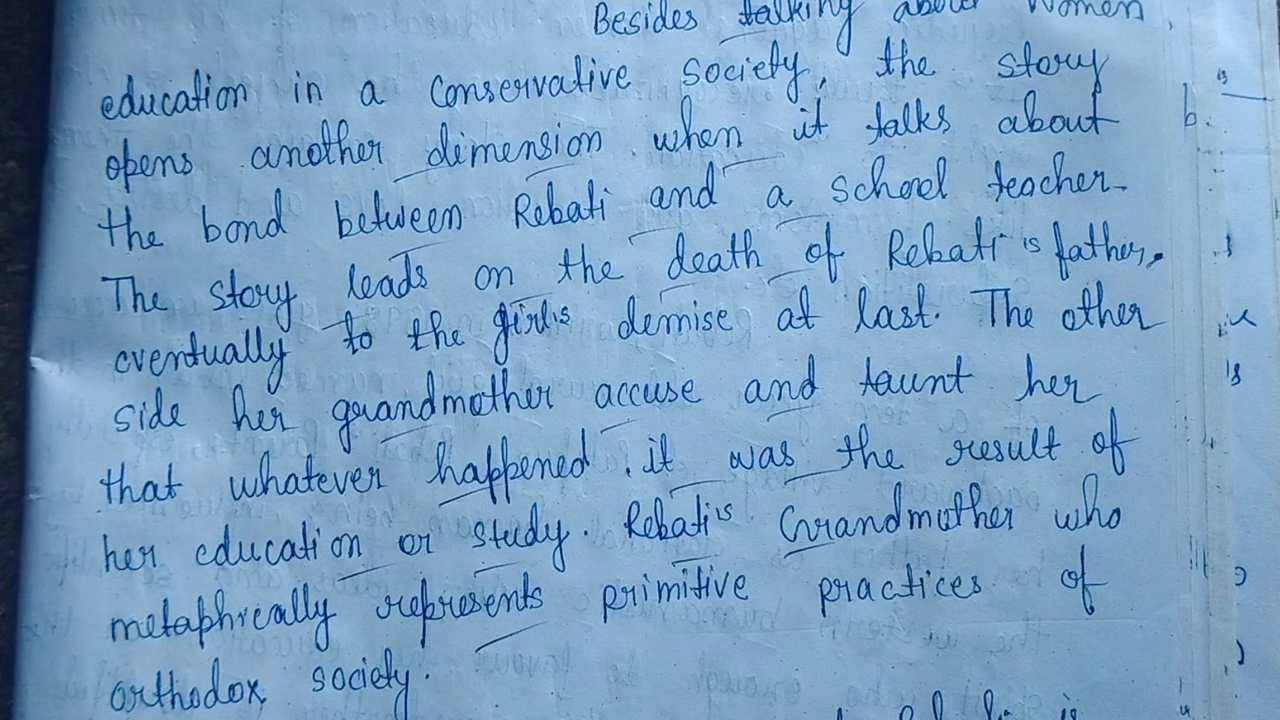 Besides talking about women
education in a conservative society, the story
opens another dimension when it talks about
the bond between Rebati and a school teacher.
The story leads on the death of Rebati's father,
eventually to the girl's demise at last. The other
side her grandmother accuse and taunt her
that whatever happened, it was the result of
her education or study. Rebati's Grandmother who
metaphreally represents primitive practices of
orthodox society.